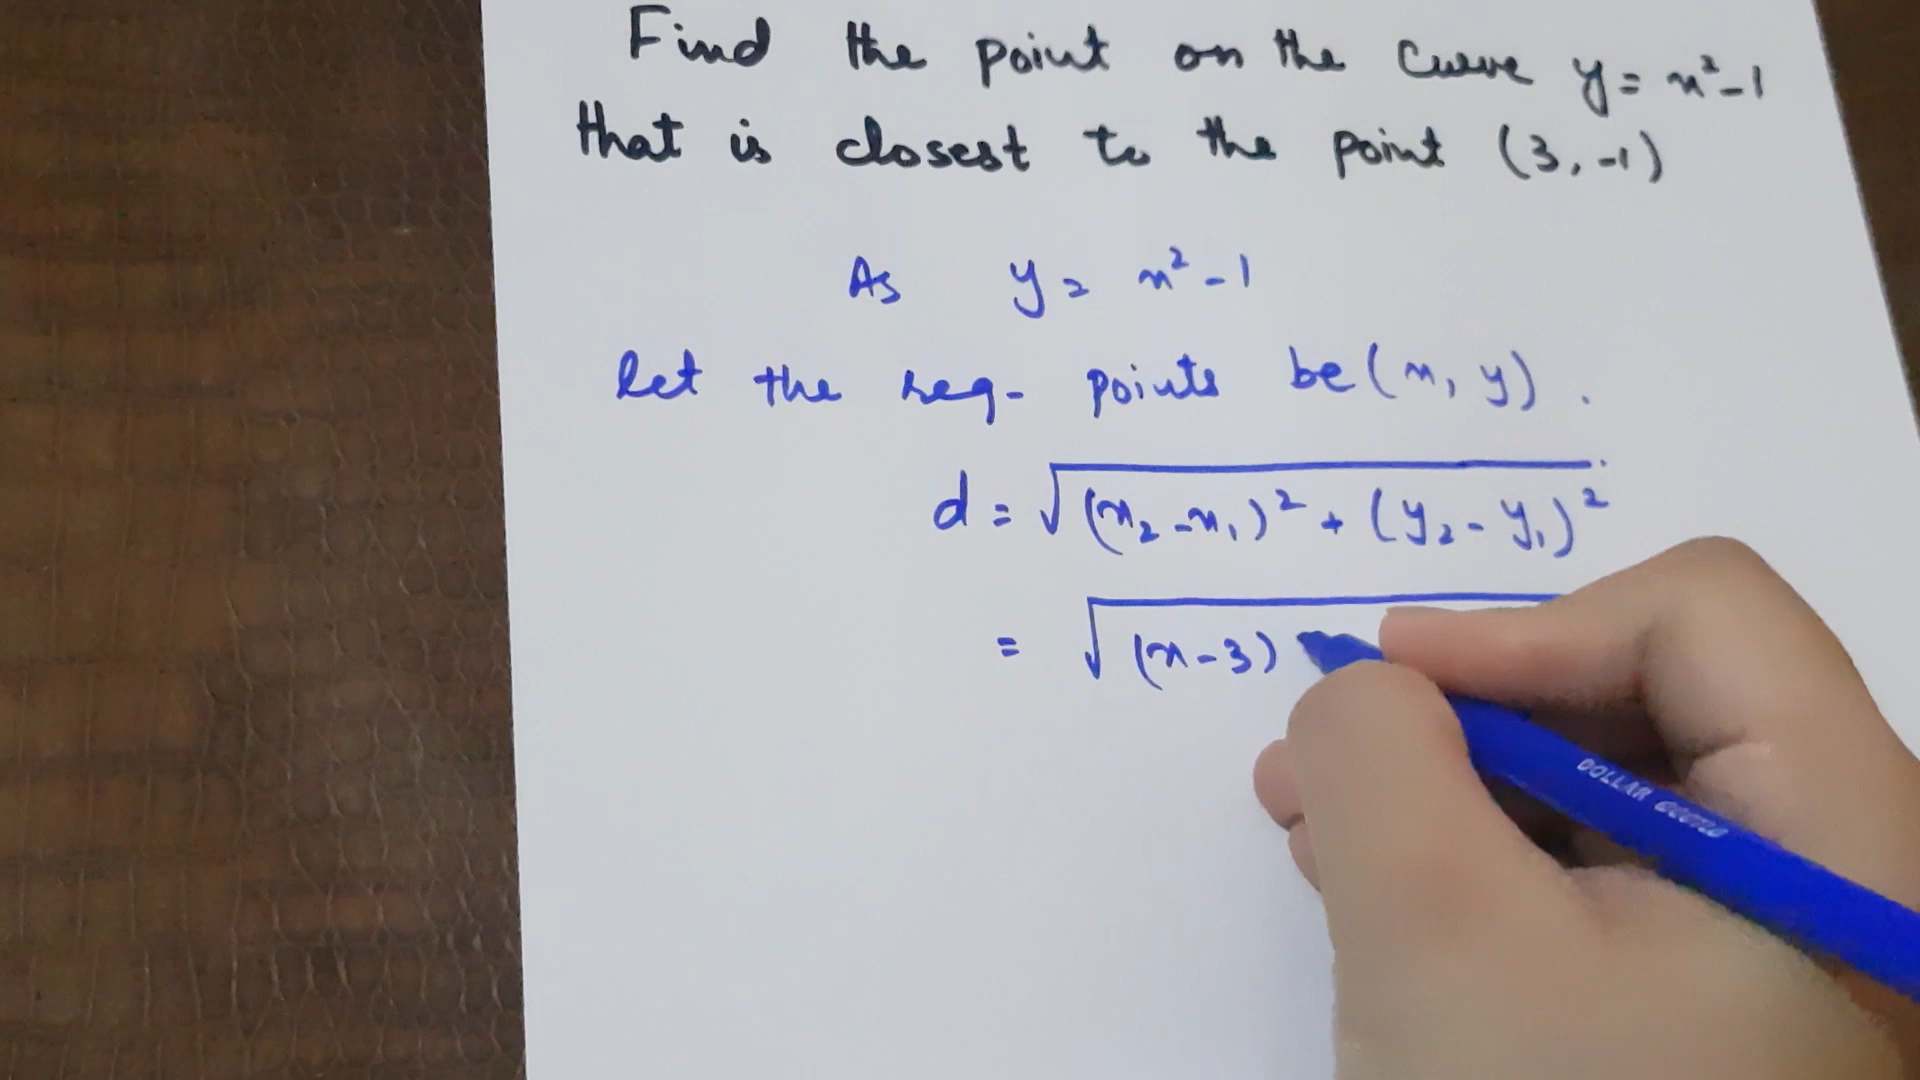 Find the point on the curve y = x² - 1
that is closest to the point (3, -1)
As y = x² - 1
let the req- points be (x, y).
d = √((x₂ - x₁)² + (y₂ - y₁)²)
= √((x - 3)
DOLLAR